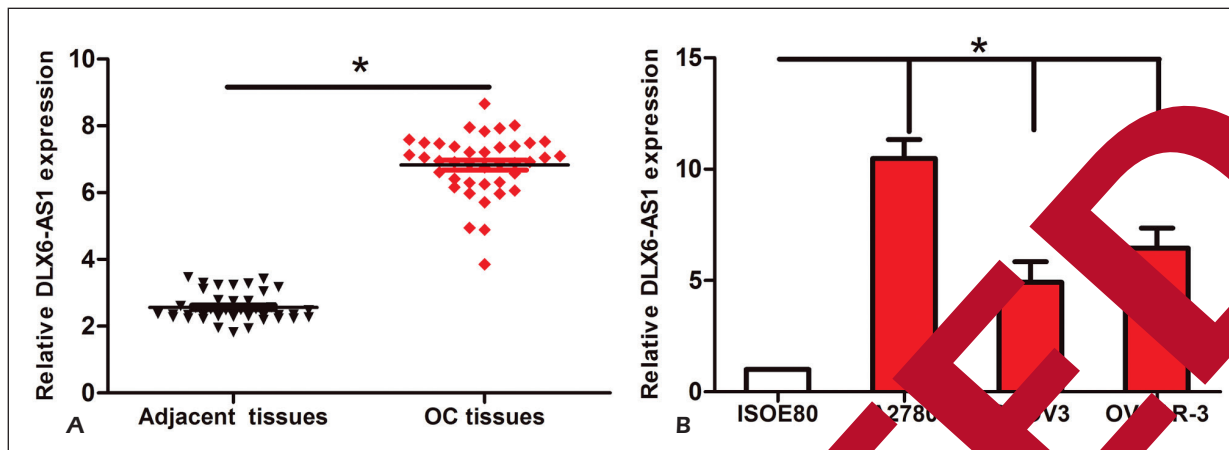 Relative DLX6-AS1 expression
10
8
6
4
2
0
*
Adjacent tissues
OC tissues
A
Relative DLX6-AS1 expression
15
10
5
0
*
ISOE80
A2780
B